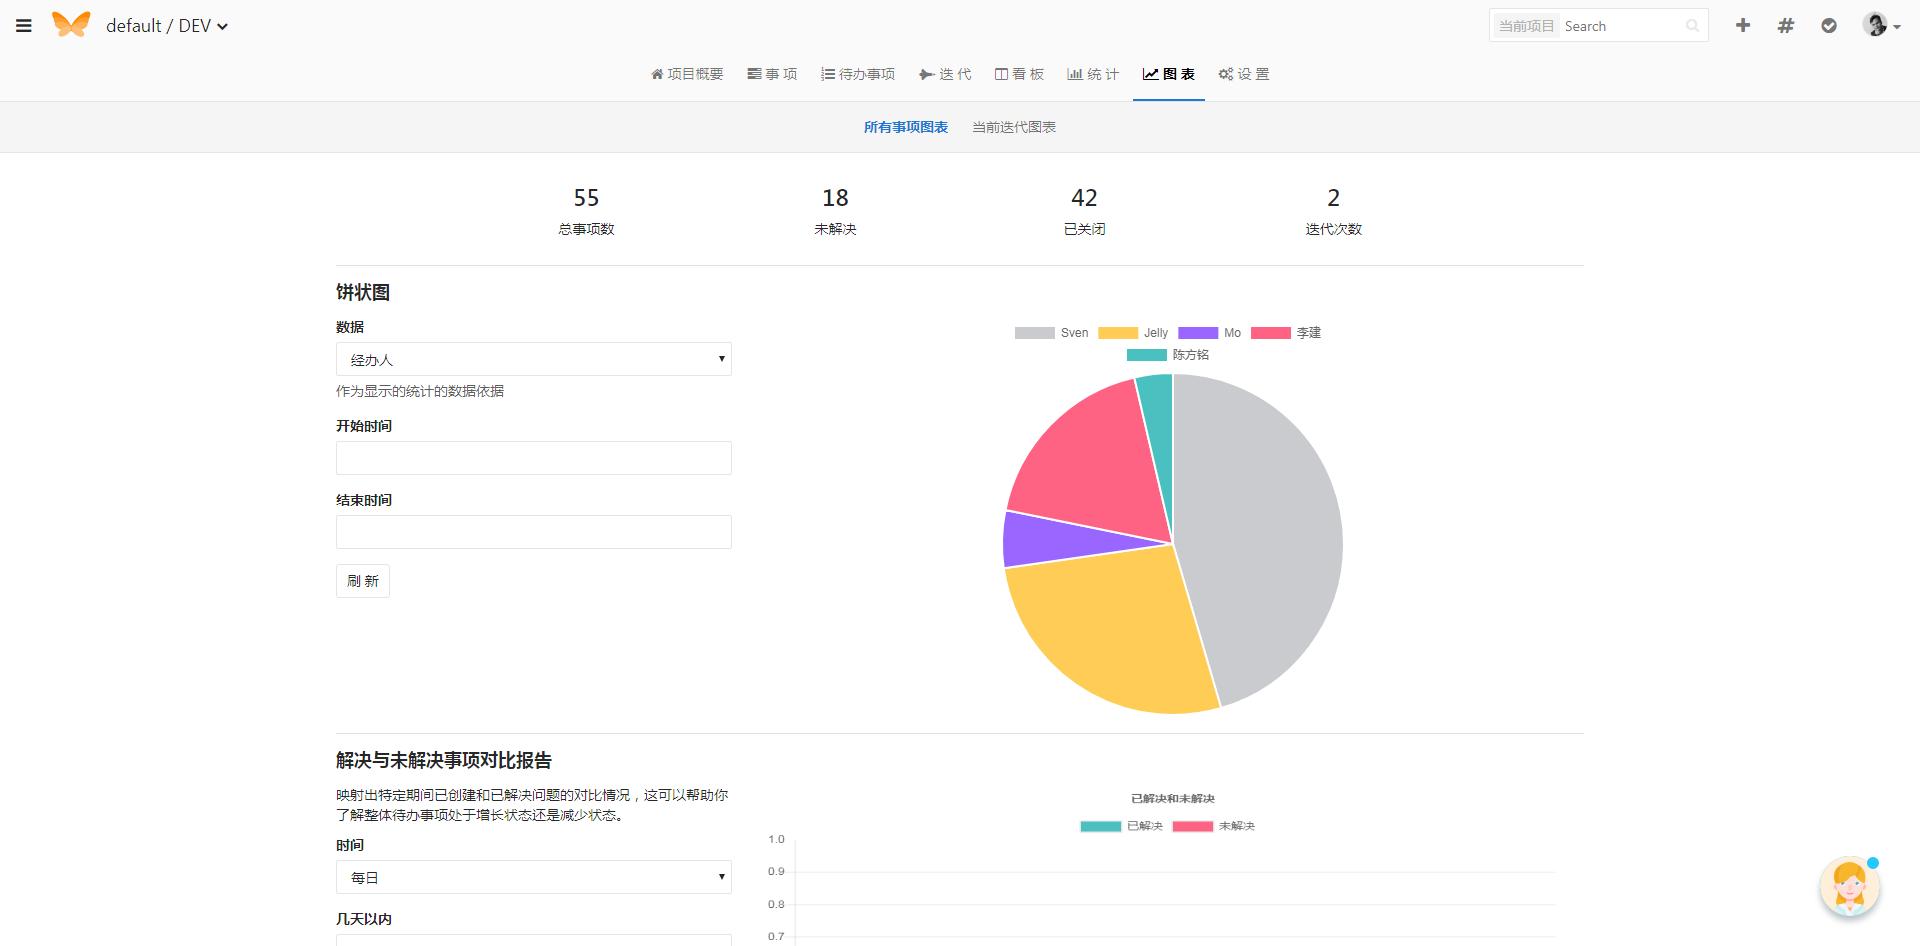 default / DEV
当前项目 Search
项目概要 事 项 待办事项 迭 代 看 板 统 计 图 表 设 置
所有事项图表 当前迭代图表
55 18 42 2
总事项数 未解决 已关闭 迭代次数
饼状图
数据
经办人
作为显示的统计的数据依据
开始时间
结束时间
刷 新
Sven Jelly Mo 李建
陈方铭
解决与未解决事项对比报告
映射出特定期间已创建和已解决问题的对比情况，这可以帮助你
了解整体待办事项处于增长状态还是减少状态。
时间
每日
几天以内
已解决和未解决
已解决 未解决
1.0
0.9
0.8
0.7